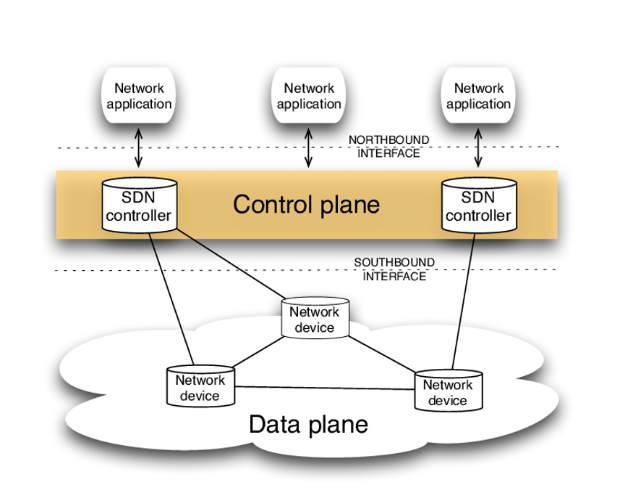 Network
application
Network
application
Network
application
NORTHBOUND
INTERFACE
SDN
controller
Control plane
SDN
controller
SOUTHBOUND
INTERFACE
Network
device
Network
device
Network
device
Data plane